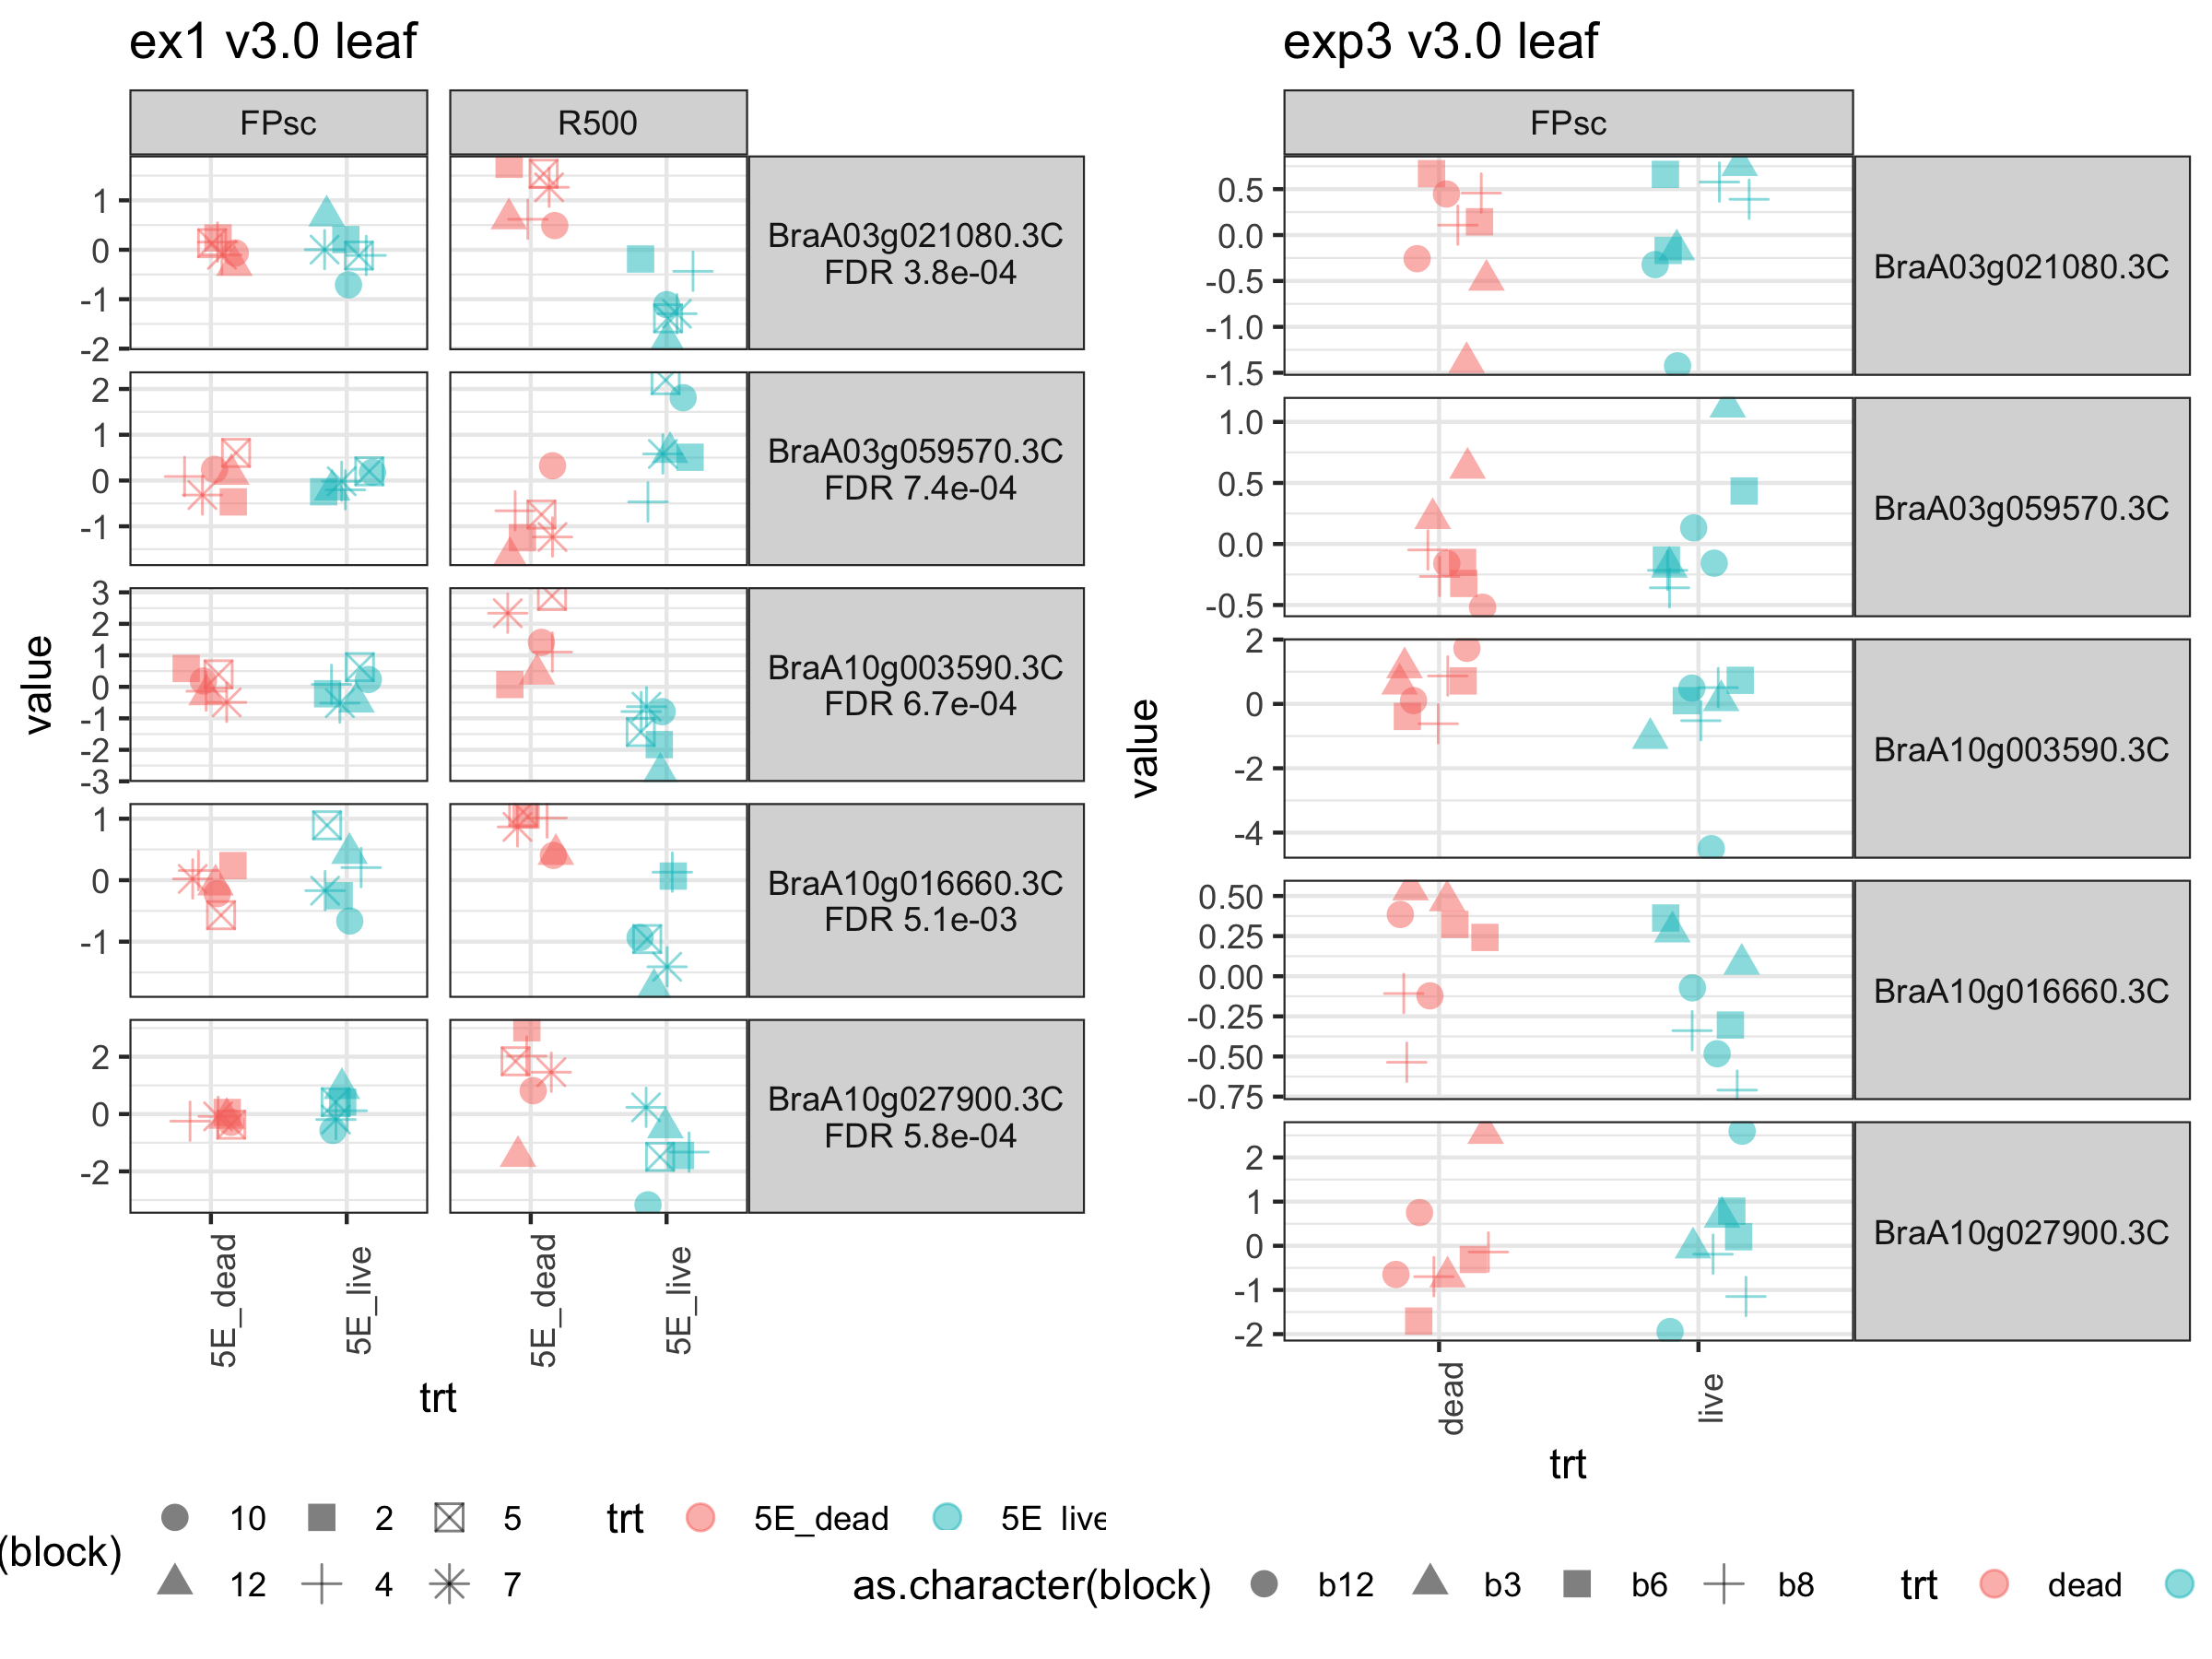 ex1 v3.0 leaf
FPsc
R500
1
0
-1
-2
BraA03g021080.3C
FDR 3.8e-04
2
1
0
-1
BraA03g059570.3C
FDR 7.4e-04
3
2
1
0
-1
-2
-3
BraA10g003590.3C
FDR 6.7e-04
1
0
-1
BraA10g016660.3C
FDR 5.1e-03
2
0
-2
BraA10g027900.3C
FDR 5.8e-04
value
5E_dead
5E_live
5E_dead
5E_live
trt
(block)
10
2
5
12
4
7
trt
5E_dead
5E live
exp3 v3.0 leaf
FPsc
0.5
0.0
-0.5
-1.0
-1.5
BraA03g021080.3C
1.0
0.5
0.0
-0.5
BraA03g059570.3C
2
0
-2
-4
BraA10g003590.3C
0.50
0.25
0.00
-0.25
-0.50
-0.75
BraA10g016660.3C
2
1
0
-1
-2
BraA10g027900.3C
value
dead
live
trt
as.character(block)
b12
b3
b6
b8
trt
dead